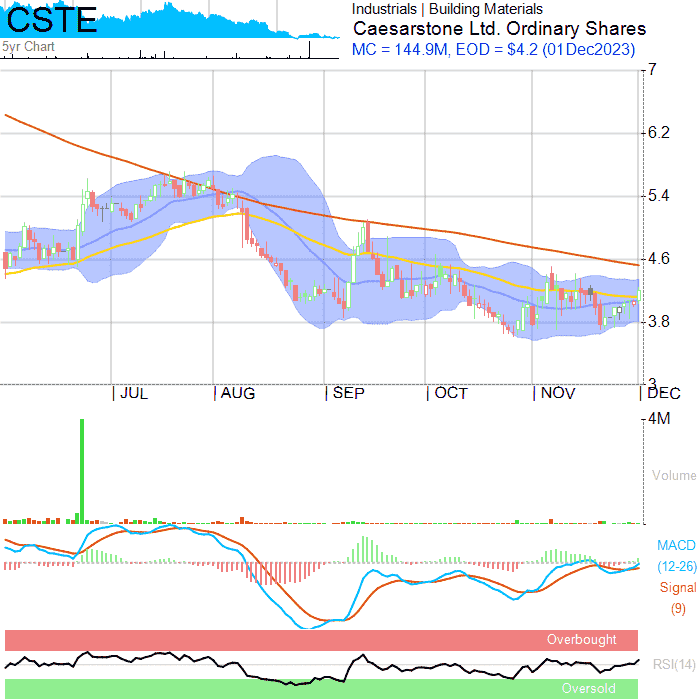 CSTE
5yr Chart
Industrials | Building Materials
Caesarstone Ltd. Ordinary Shares
MC = 144.9M, EOD = $4.2 (01Dec2023)
7
6.2
5.4
4.6
3.8
3
JUL AUG SEP OCT NOV DEC
4M
Volume
MACD
(12-26)
Signal
(9)
Overbought
RSI(14)
Oversold